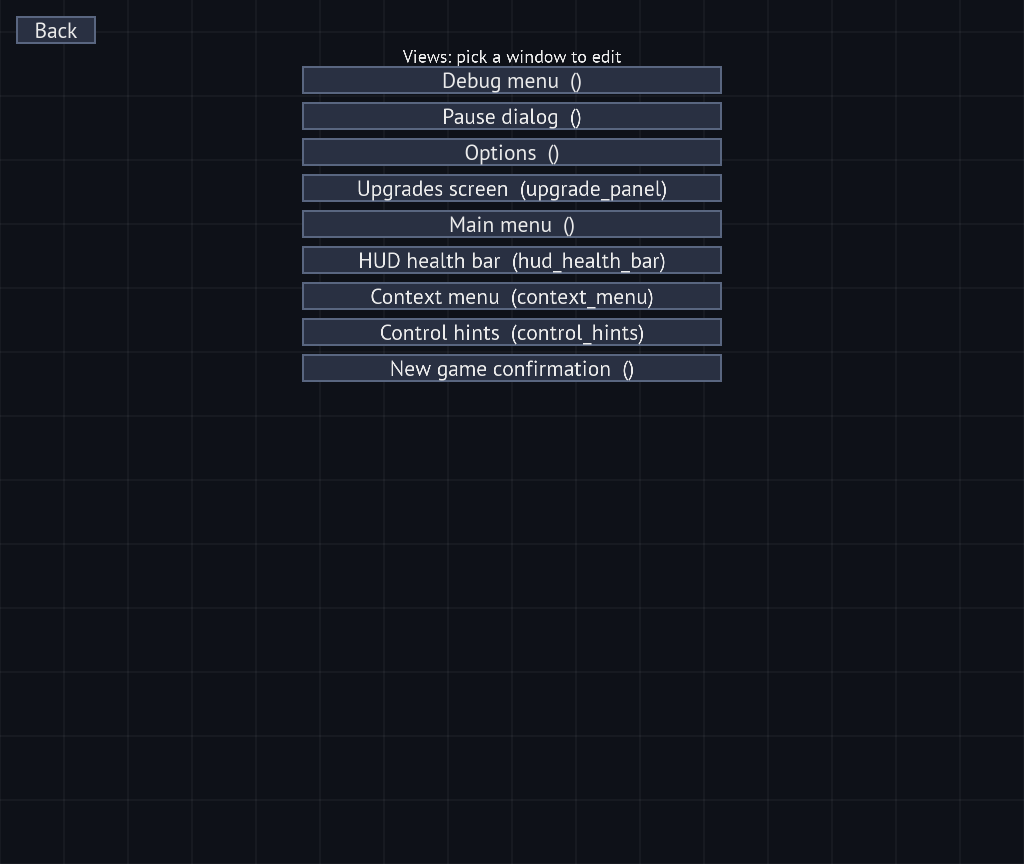 Back
Views: pick a window to edit
Debug menu  ()
Pause dialog  ()
Options  ()
Upgrades screen  (upgrade_panel)
Main menu  ()
HUD health bar  (hud_health_bar)
Context menu  (context_menu)
Control hints  (control_hints)
New game confirmation  ()